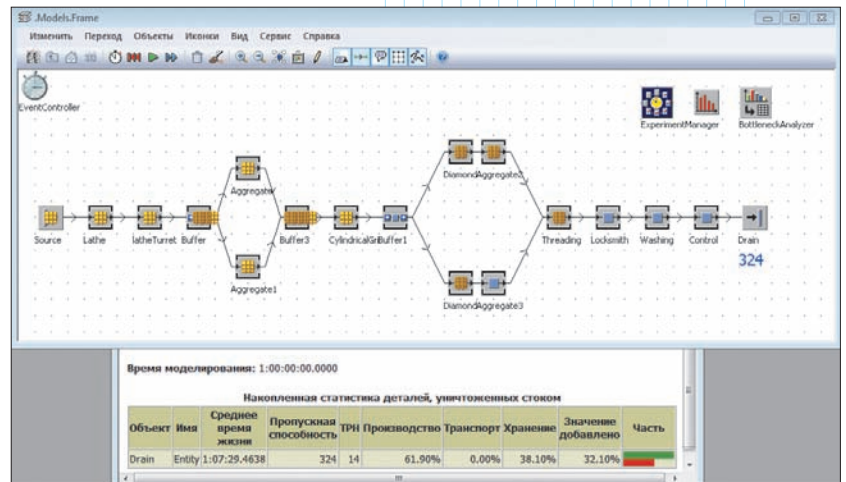 .Models.Frame
Изменить Переход Объекты Иконки Вид Сервис Справка
EventController
ExperimentManager BottleneckAnalyzer
DiamondAggregate2
Aggregate
Source Lathe latheTurret Buffer Buffer3 CylindricalGriBuffer1 Threading Locksmith Washing Control Drain
324
Aggregate1
DiamondAggregate3
Время моделирования: 1:00:00:00.0000
Накопленная статистика деталей, уничтоженных стоком
Объект Имя Среднее время жизни Пропускная способность ТРН Производство Транспорт Хранение Значение добавлено Часть
Drain Entity 1:07:29.4638 324 14 61.90% 0.00% 38.10% 32.10%